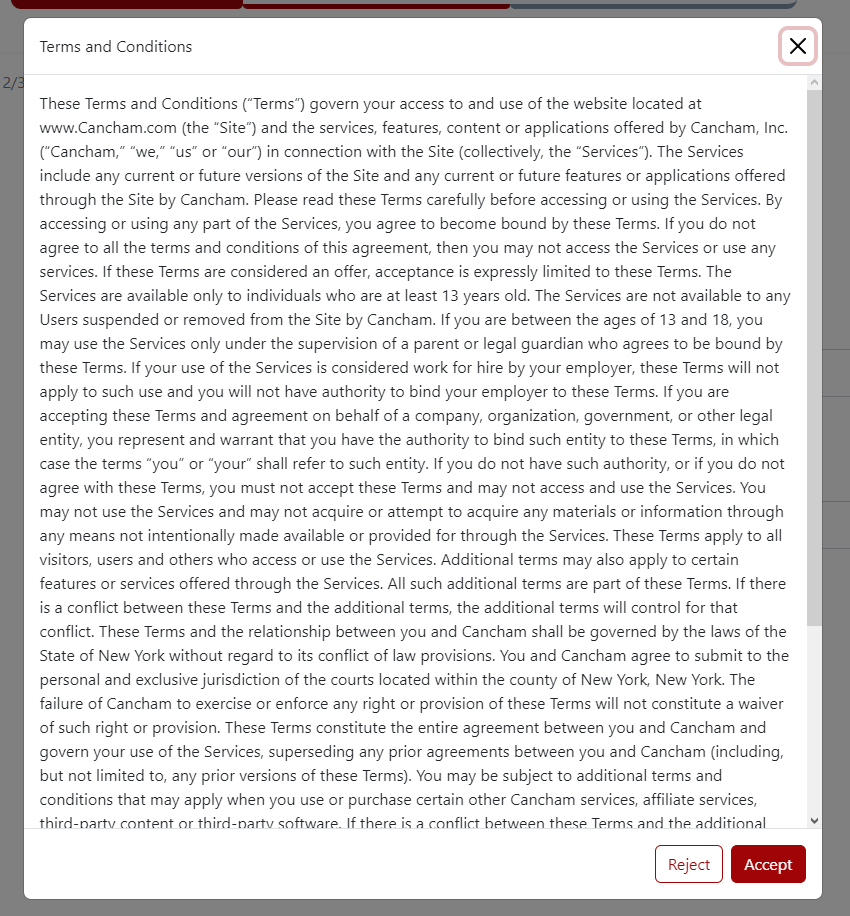 Terms and Conditions
2/3
These Terms and Conditions (“Terms”) govern your access to and use of the website located at
www.Cancham.com (the “Site”) and the services, features, content or applications offered by Cancham, Inc.
(“Cancham,” “we,” “us” or “our”) in connection with the Site (collectively, the “Services”). The Services
include any current or future versions of the Site and any current or future features or applications offered
through the Site by Cancham. Please read these Terms carefully before accessing or using the Services. By
accessing or using any part of the Services, you agree to become bound by these Terms. If you do not
agree to all the terms and conditions of this agreement, then you may not access the Services or use any
services. If these Terms are considered an offer, acceptance is expressly limited to these Terms. The
Services are available only to individuals who are at least 13 years old. The Services are not available to any
Users suspended or removed from the Site by Cancham. If you are between the ages of 13 and 18, you
may use the Services only under the supervision of a parent or legal guardian who agrees to be bound by
these Terms. If your use of the Services is considered work for hire by your employer, these Terms will not
apply to such use and you will not have authority to bind your employer to these Terms. If you are
accepting these Terms and agreement on behalf of a company, organization, government, or other legal
entity, you represent and warrant that you have the authority to bind such entity to these Terms, in which
case the terms “you” or “your” shall refer to such entity. If you do not have such authority, or if you do not
agree with these Terms, you must not accept these Terms and may not access and use the Services. You
may not use the Services and may not acquire or attempt to acquire any materials or information through
any means not intentionally made available or provided for through the Services. These Terms apply to all
visitors, users and others who access or use the Services. Additional terms may also apply to certain
features or services offered through the Services. All such additional terms are part of these Terms. If there
is a conflict between these Terms and the additional terms, the additional terms will control for that
conflict. These Terms and the relationship between you and Cancham shall be governed by the laws of the
State of New York without regard to its conflict of law provisions. You and Cancham agree to submit to the
personal and exclusive jurisdiction of the courts located within the county of New York, New York. The
failure of Cancham to exercise or enforce any right or provision of these Terms will not constitute a waiver
of such right or provision. These Terms constitute the entire agreement between you and Cancham and
govern your use of the Services, superseding any prior agreements between you and Cancham (including,
but not limited to, any prior versions of these Terms). You may be subject to additional terms and
conditions that may apply when you use or purchase certain other Cancham services, affiliate services,
third-party content or third-party software. If there is a conflict between these Terms and the additional
Reject
Accept